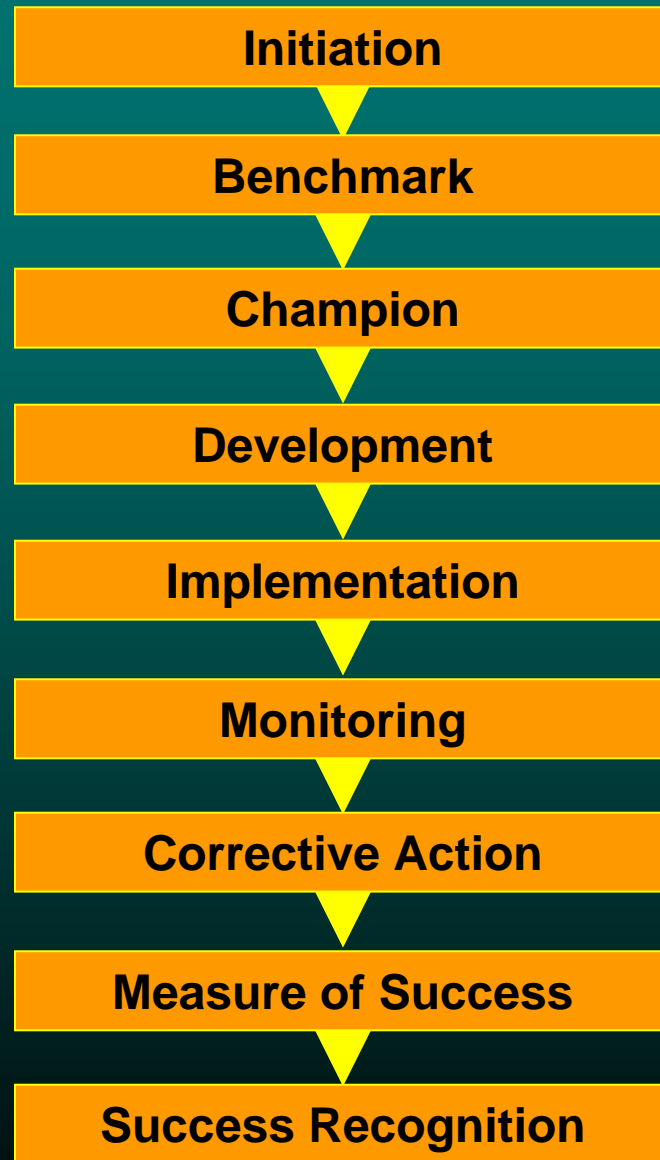 Initiation
Benchmark
Champion
Development
Implementation
Monitoring
Corrective Action
Measure of Success
Success Recognition